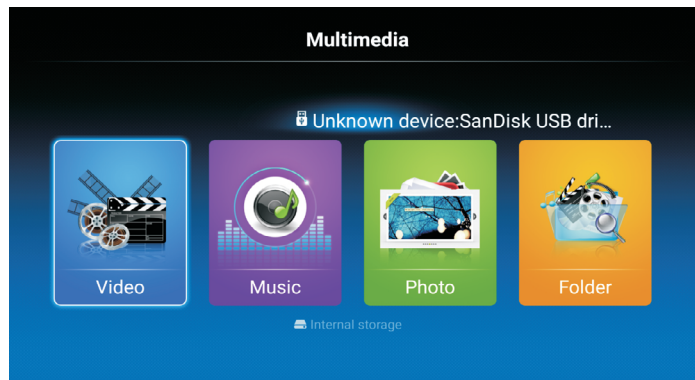 Multimedia
Unknown device:SanDisk USB dri...
Video
Music
Photo
Folder
Internal storage